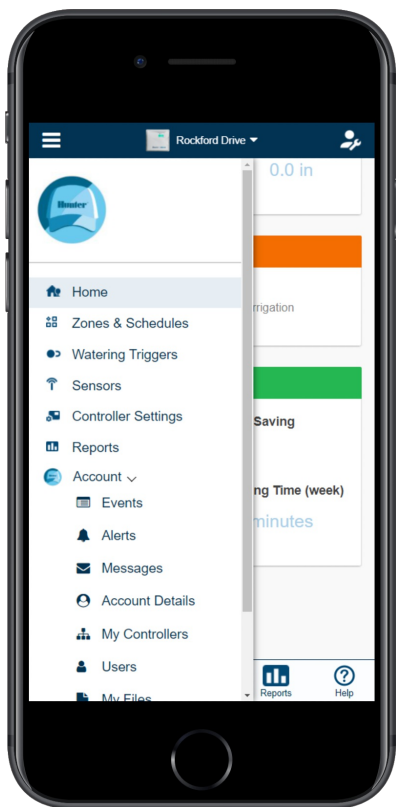 Rockford Drive
0.0 in
Hunter
Home
rrigation
Zones & Schedules
Watering Triggers
Sensors
Controller Settings
Saving
Reports
Account
ng Time (week)
Events
minutes
Alerts
Messages
Account Details
My Controllers
Users
My Files
Reports
Help